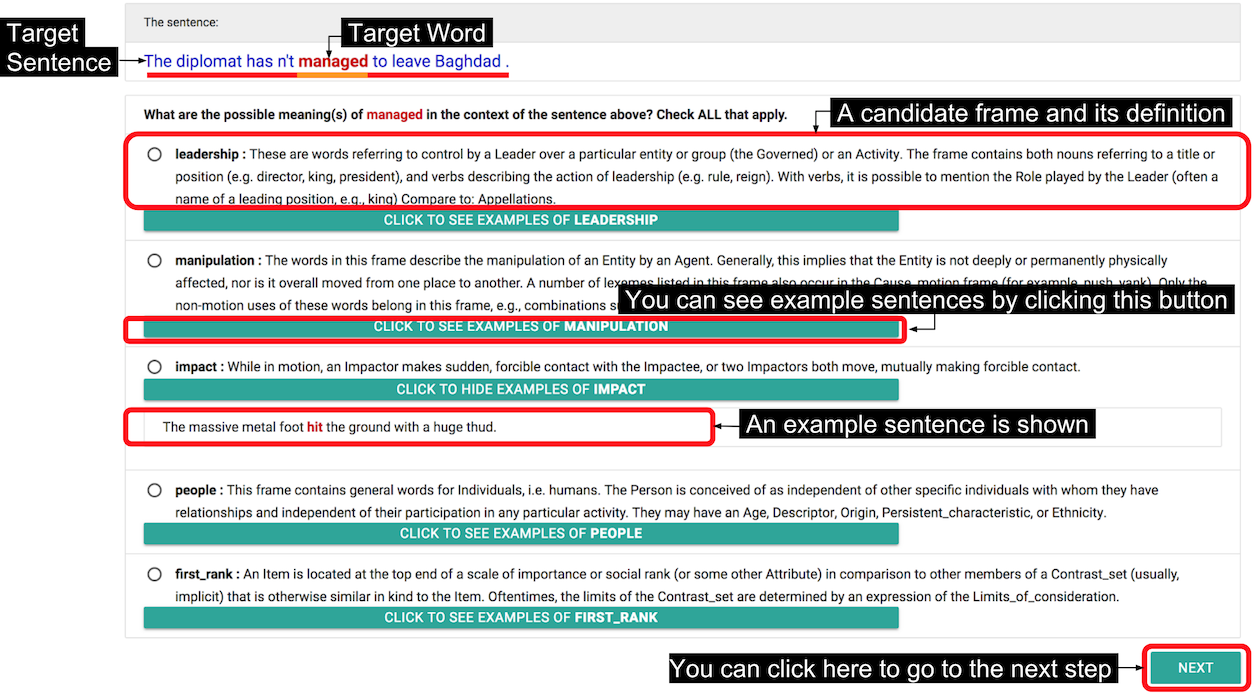 The sentence:
Target
Sentence
Target Word
The diplomat has n't managed to leave Baghdad .
What are the possible meaning(s) of managed in the context of the sentence above? Check ALL that apply.
A candidate frame and its definition
leadership : These are words referring to control by a Leader over a particular entity or group (the Governed) or an Activity. The frame contains both nouns referring to a title or
position (e.g. director, king, president), and verbs describing the action of leadership (e.g. rule, reign). With verbs, it is possible to mention the Role played by the Leader (often a
name of a leading position, e.g., king) Compare to: Appellations.
CLICK TO SEE EXAMPLES OF LEADERSHIP
manipulation : The words in this frame describe the manipulation of an Entity by an Agent. Generally, this implies that the Entity is not deeply or permanently physically
affected, nor is it overall moved from one place to another. A number of lexemes listed in this frame also occur in the Cause_motion frame (for example, push, yank). Only the
non-motion uses of these words belong in this frame, e.g., combinations
You can see example sentences by clicking this button
CLICK TO SEE EXAMPLES OF MANIPULATION
impact : While in motion, an Impactor makes sudden, forcible contact with the Impactee, or two Impactors both move, mutually making forcible contact.
CLICK TO HIDE EXAMPLES OF IMPACT
The massive metal foot hit the ground with a huge thud.
An example sentence is shown
people : This frame contains general words for Individuals, i.e. humans. The Person is conceived of as independent of other specific individuals with whom they have
relationships and independent of their participation in any particular activity. They may have an Age, Descriptor, Origin, Persistent_characteristic, or Ethnicity.
CLICK TO SEE EXAMPLES OF PEOPLE
first_rank : An Item is located at the top end of a scale of importance or social rank (or some other Attribute) in comparison to other members of a Contrast_set (usually,
implicit) that is otherwise similar in kind to the Item. Oftentimes, the limits of the Contrast_set are determined by an expression of the Limits_of_consideration.
CLICK TO SEE EXAMPLES OF FIRST_RANK
You can click here to go to the next step
NEXT